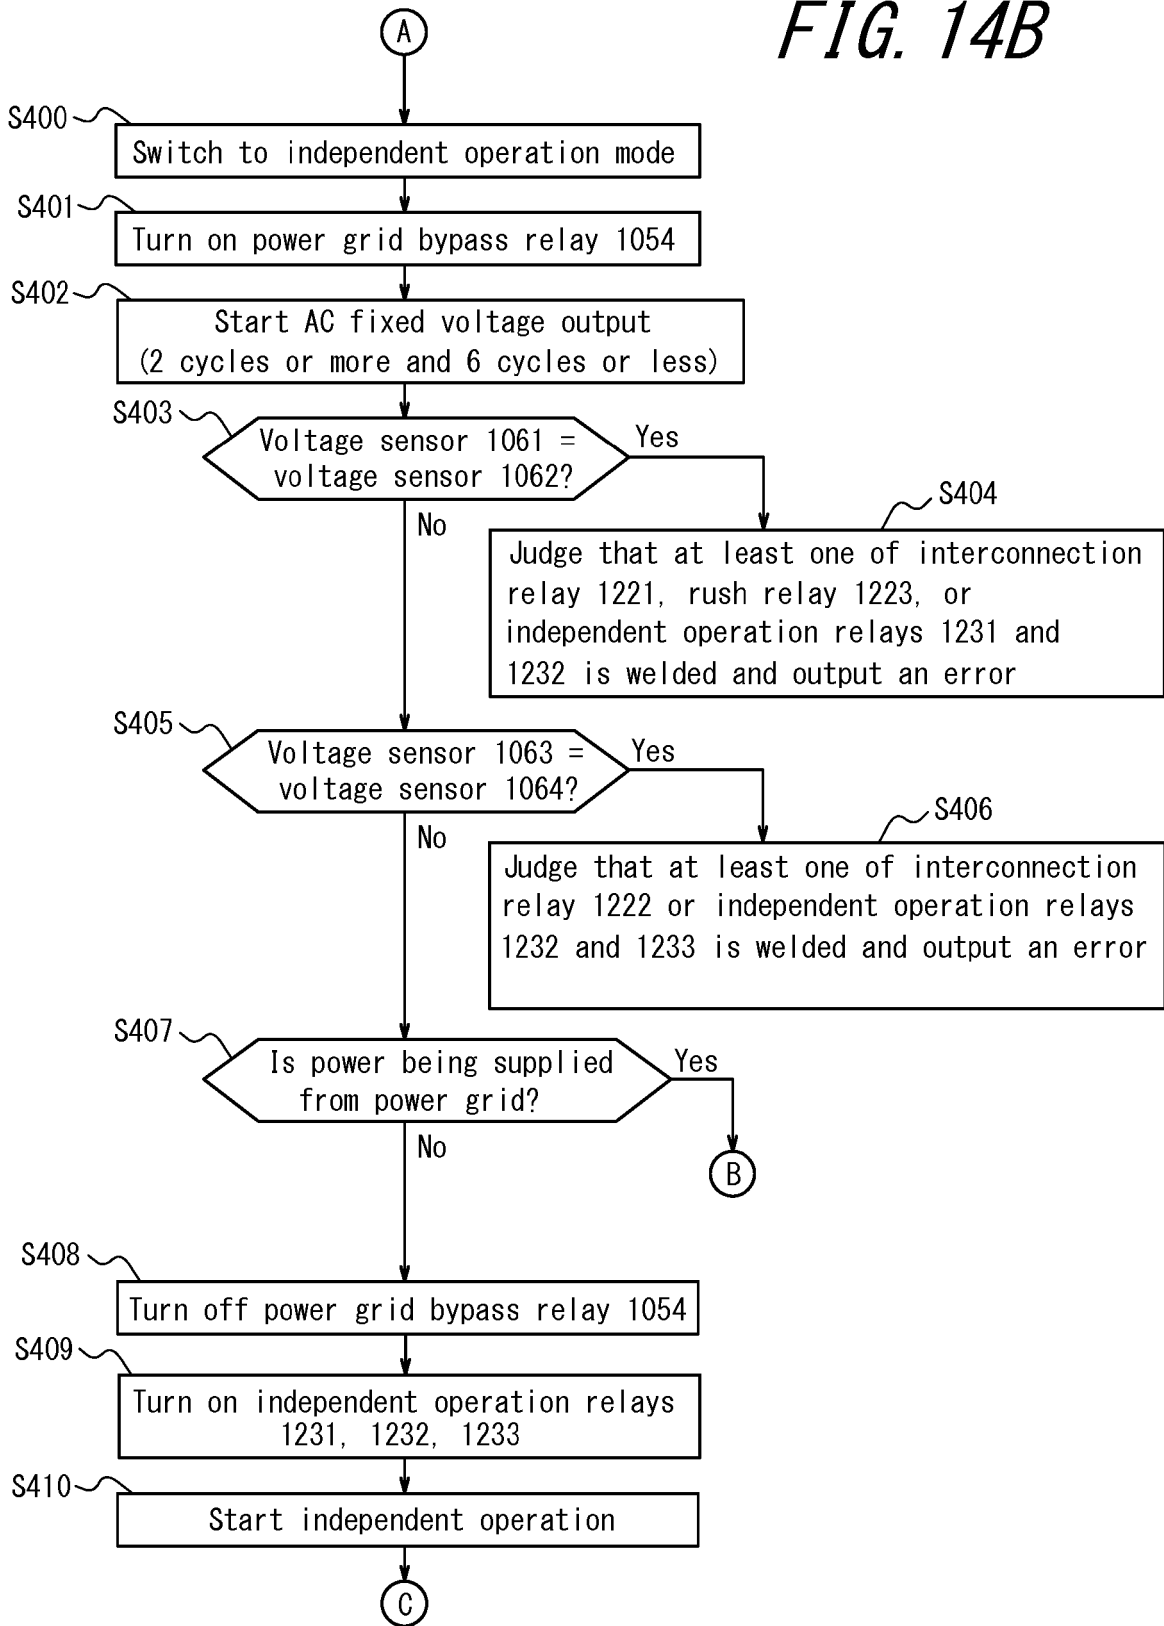 FIG. 14B
A
S400
Switch to independent operation mode
S401
Turn on power grid bypass relay 1054
S402
Start AC fixed voltage output
(2 cycles or more and 6 cycles or less)
S403
Voltage sensor 1061 =
voltage sensor 1062?
Yes
No
S404
Judge that at least one of interconnection
relay 1221, rush relay 1223, or
independent operation relays 1231 and
1232 is welded and output an error
S405
Voltage sensor 1063 =
voltage sensor 1064?
Yes
No
S406
Judge that at least one of interconnection
relay 1222 or independent operation relays
1232 and 1233 is welded and output an error
S407
Is power being supplied
from power grid?
Yes
No
B
S408
Turn off power grid bypass relay 1054
S409
Turn on independent operation relays
1231, 1232, 1233
S410
Start independent operation
C